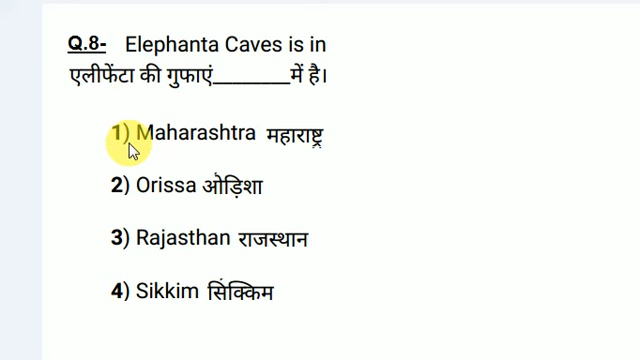 Q.8- Elephanta Caves is in
एलीफेंटा की गुफाएं________में है।
1) Maharashtra महाराष्ट्र
2) Orissa ओड़िशा
3) Rajasthan राजस्थान
4) Sikkim सिक्किम